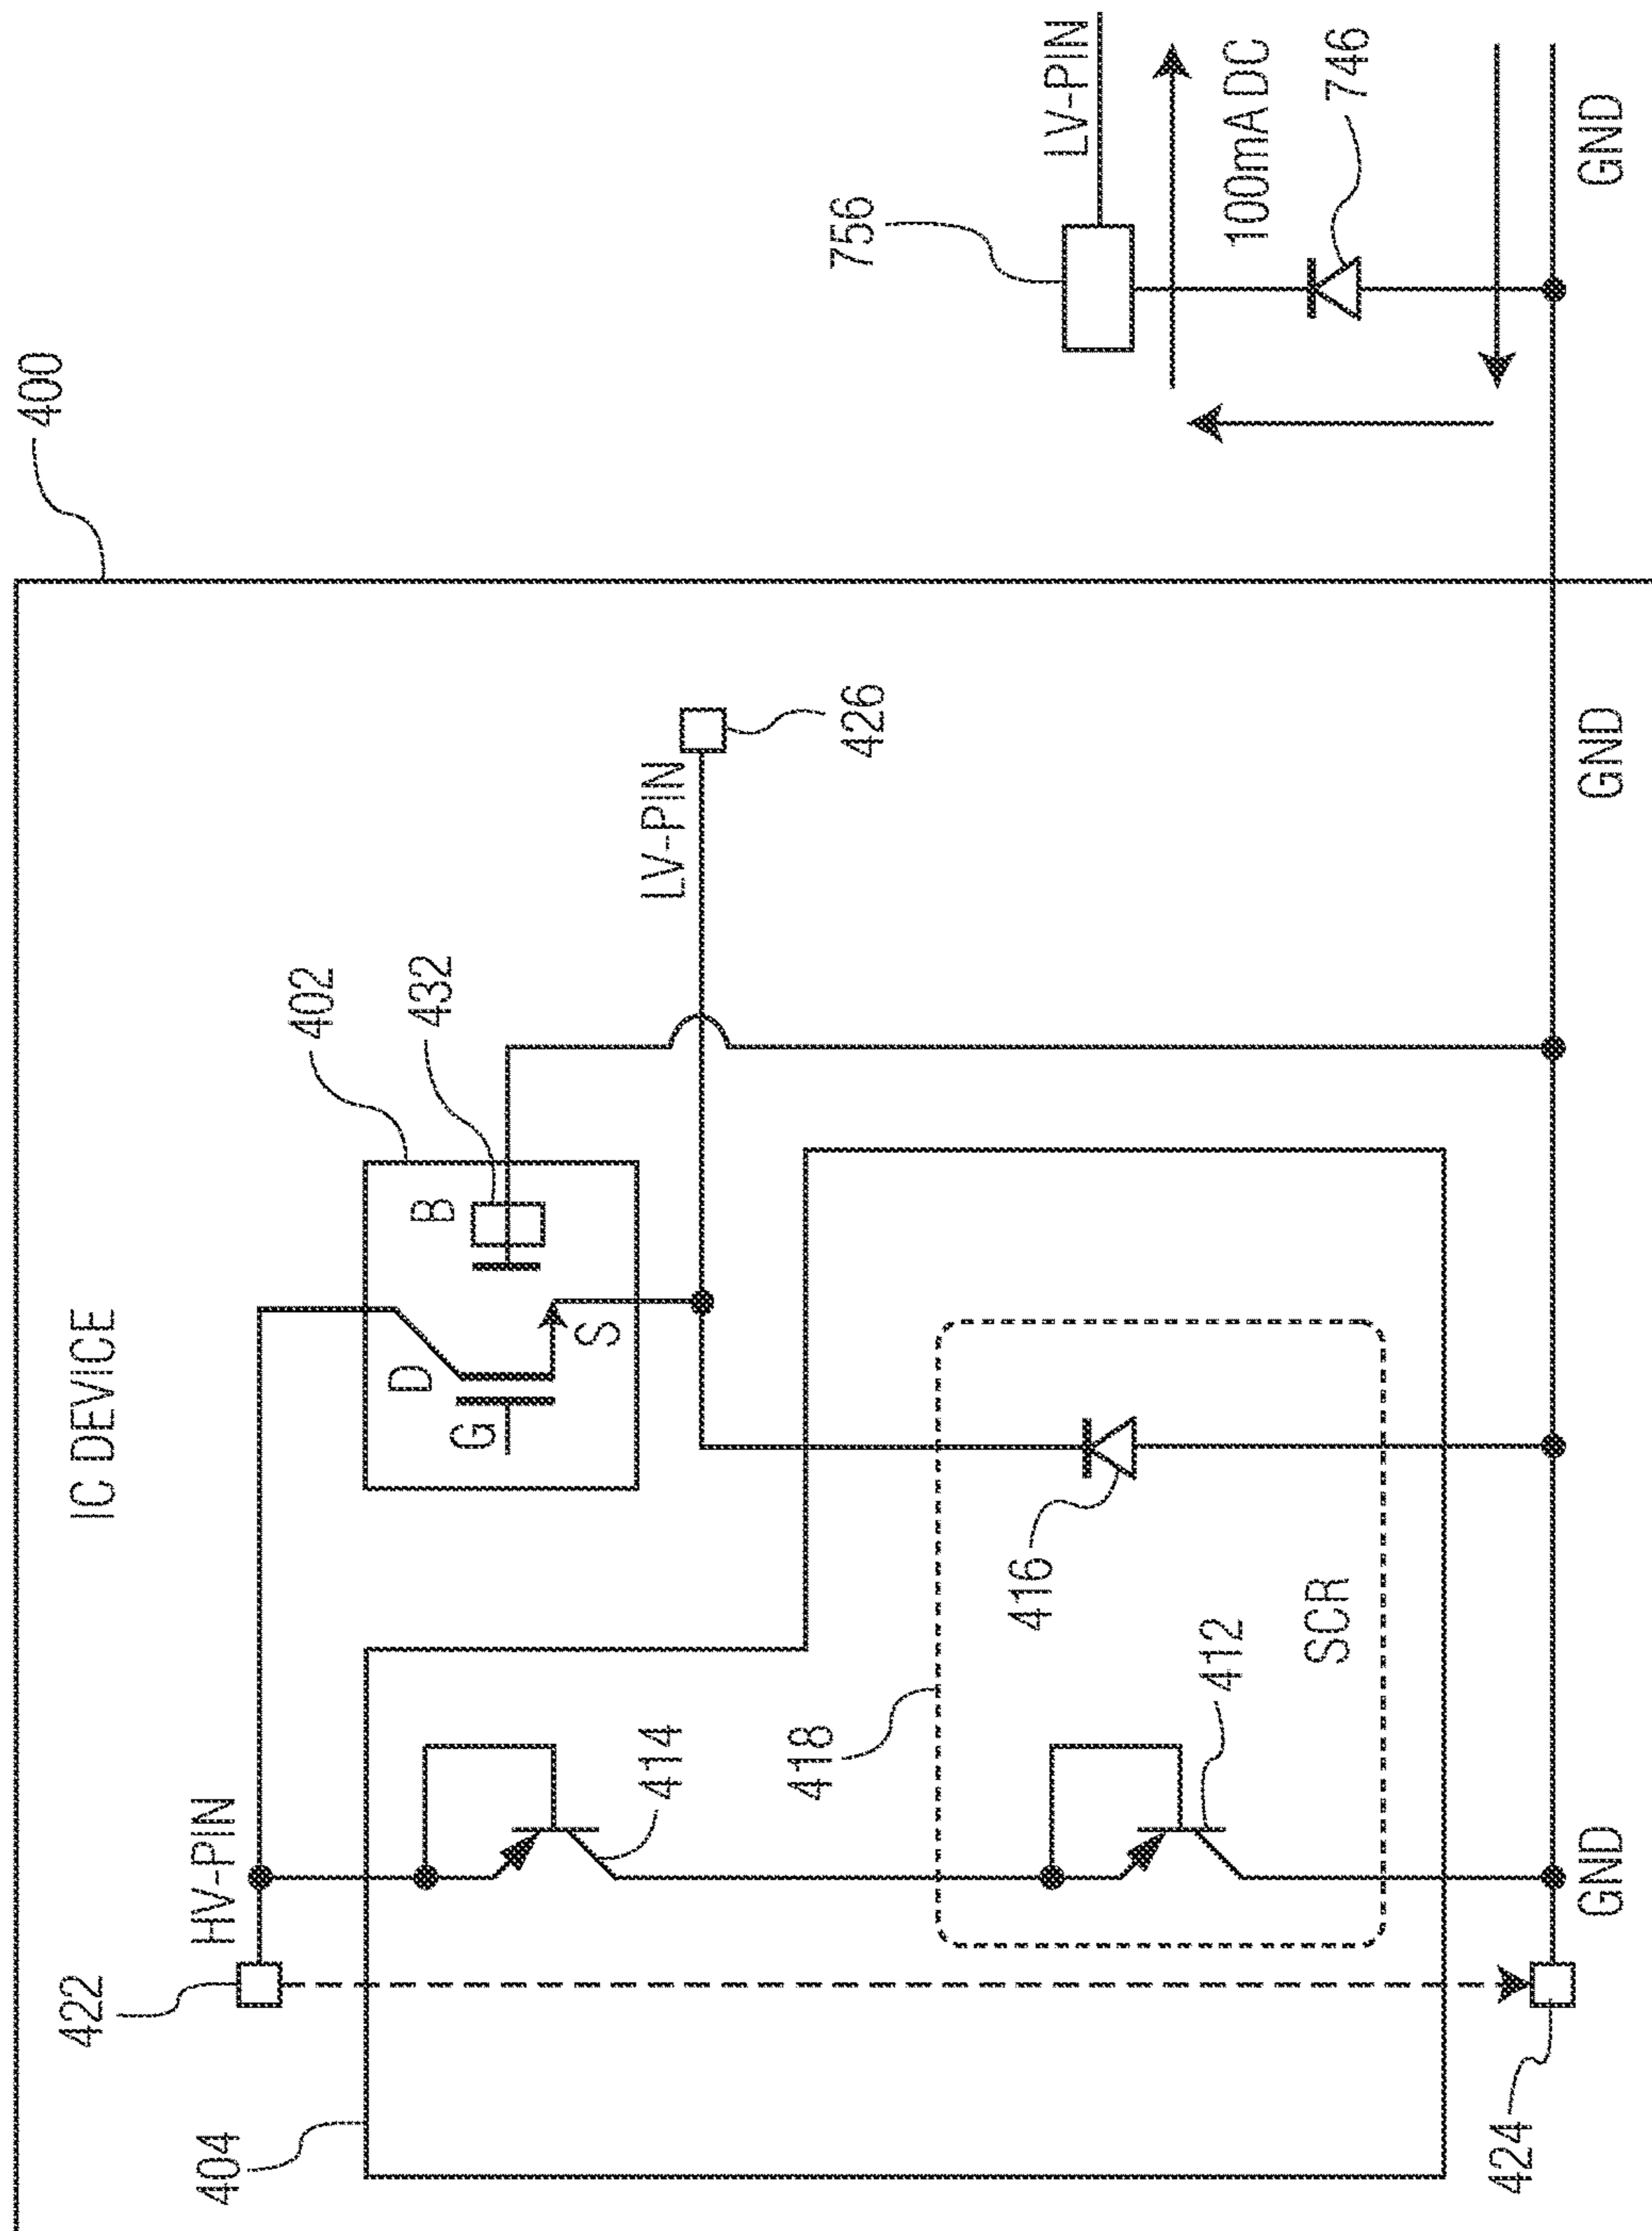 IC DEVICE
400
404
422
HV-PIN
414
402
D
G
S
B
432
LV-PIN
426
418
416
412
SCR
424
GND
GND
756
LV-PIN
100mA DC
746
GND